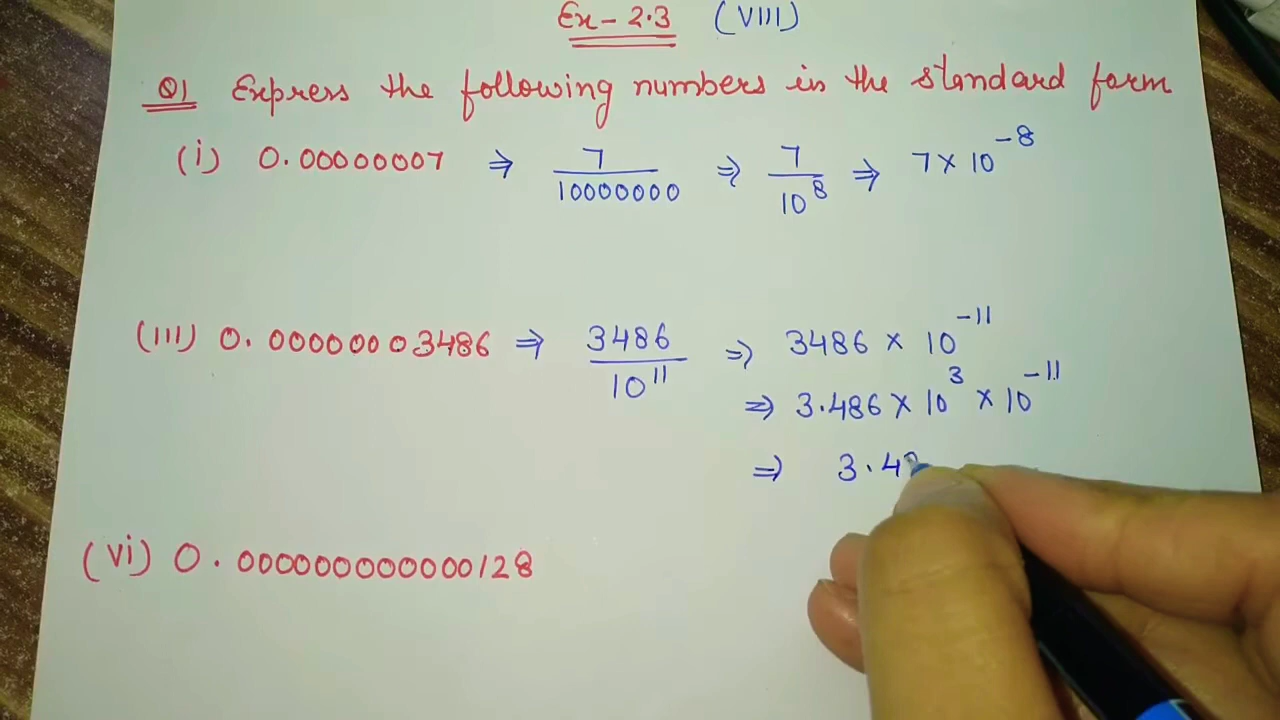 Ex - 2.3 (VIII)
Q1 Express the following numbers in the standard form
(i) 0.00000007 ⇒ 7/10000000 ⇒ 7/10^8 ⇒ 7 × 10^-8
(III) 0.00000003486 ⇒ 3486/10^11 ⇒ 3486 × 10^-11
⇒ 3.486 × 10^3 × 10^-11
⇒ 3.4
(vi) 0.0000000000000128